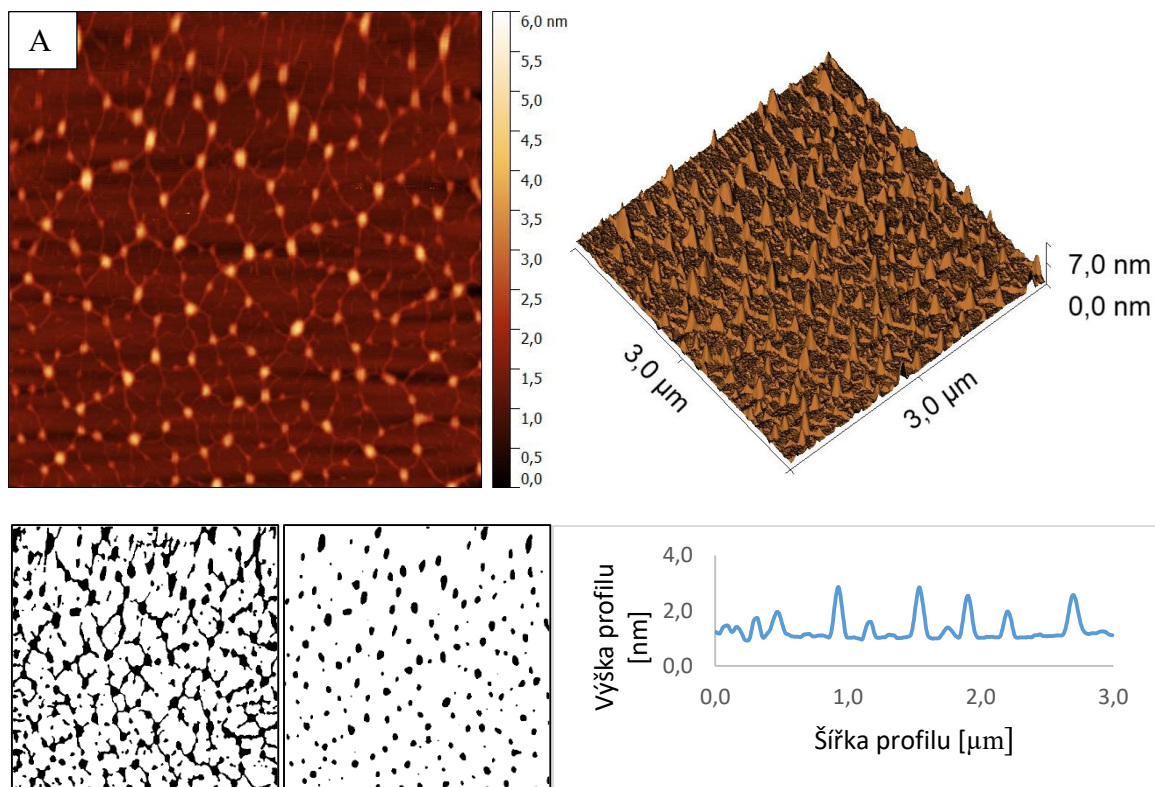 A
6,0 nm
5,5
5,0
4,5
4,0
3,5
3,0
2,5
2,0
1,5
1,0
0,5
0,0
7,0 nm
0,0 nm
3,0 µm
3,0 µm
Výška profilu
[nm]
4,0
2,0
0,0
0,0
1,0
2,0
3,0
Šířka profilu [µm]